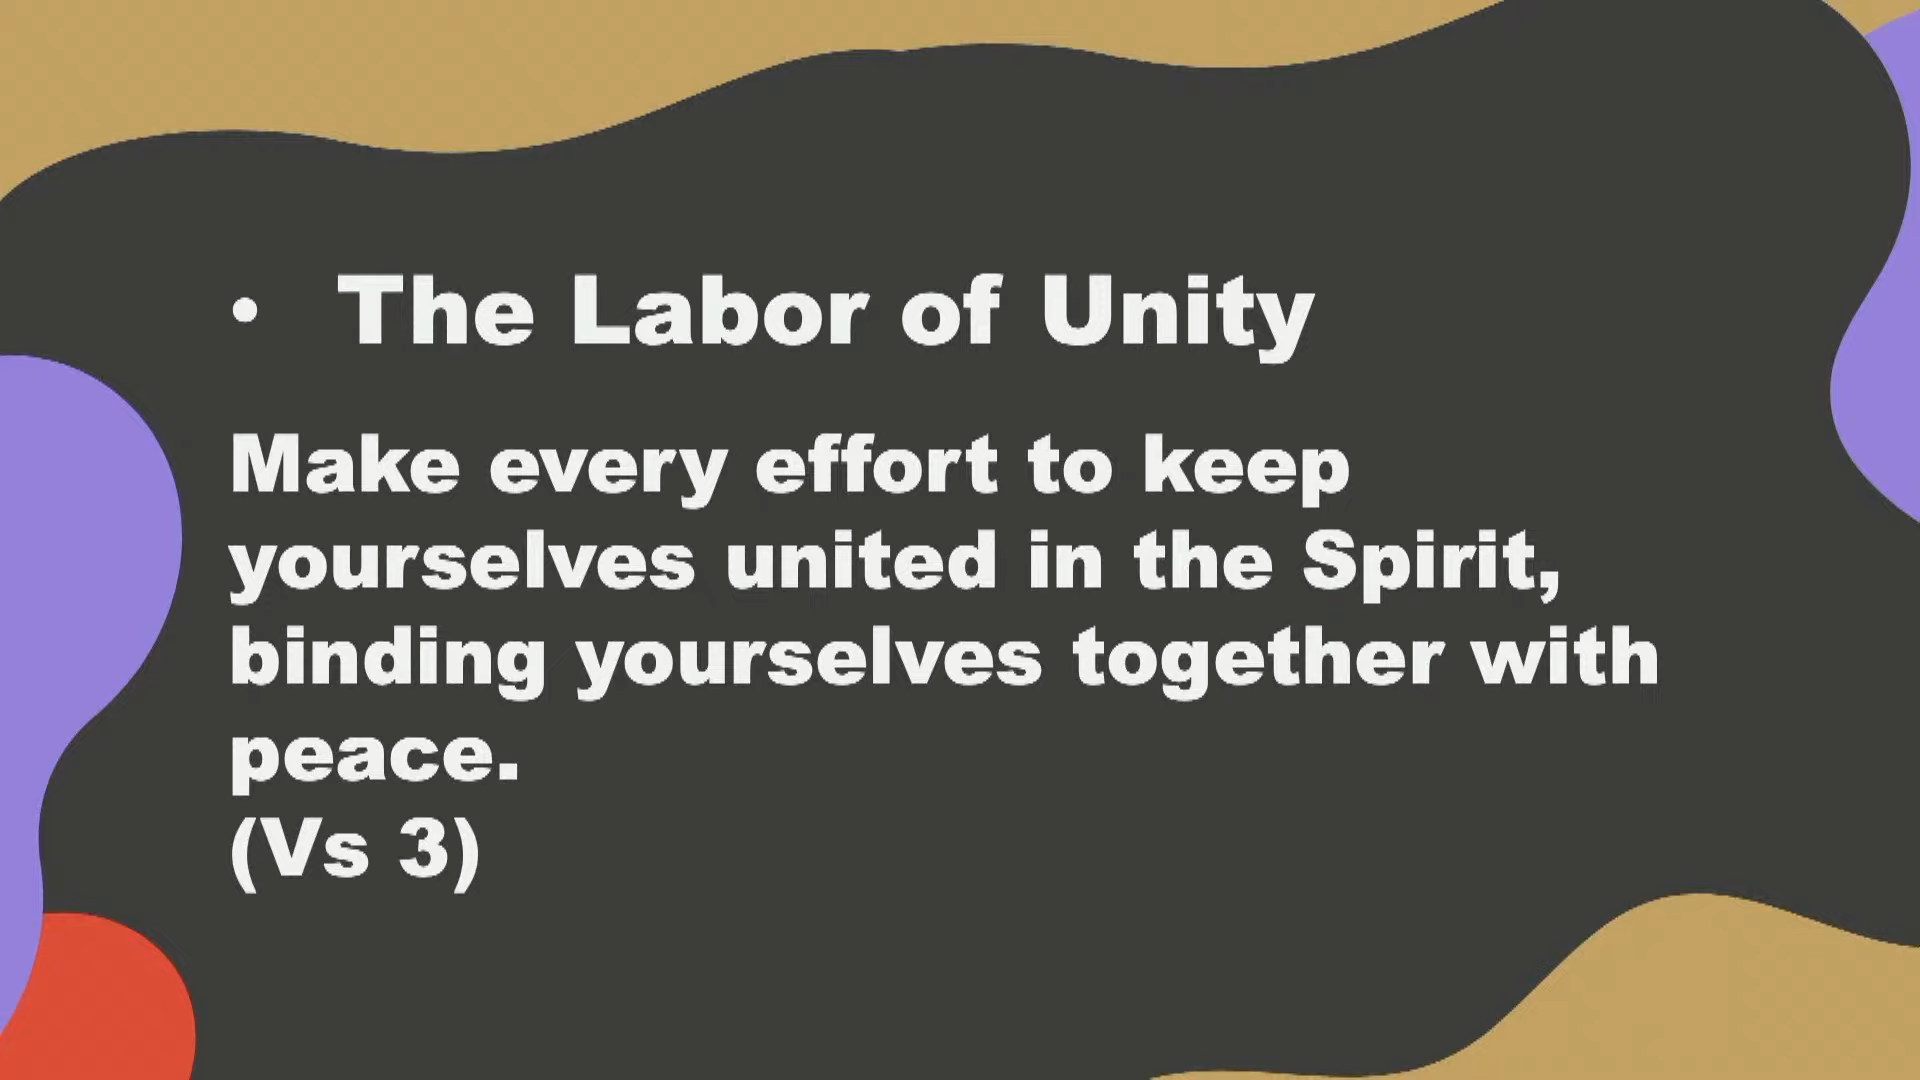 • The Labor of Unity
Make every effort to keep
yourselves united in the Spirit,
binding yourselves together with
peace.
(Vs 3)